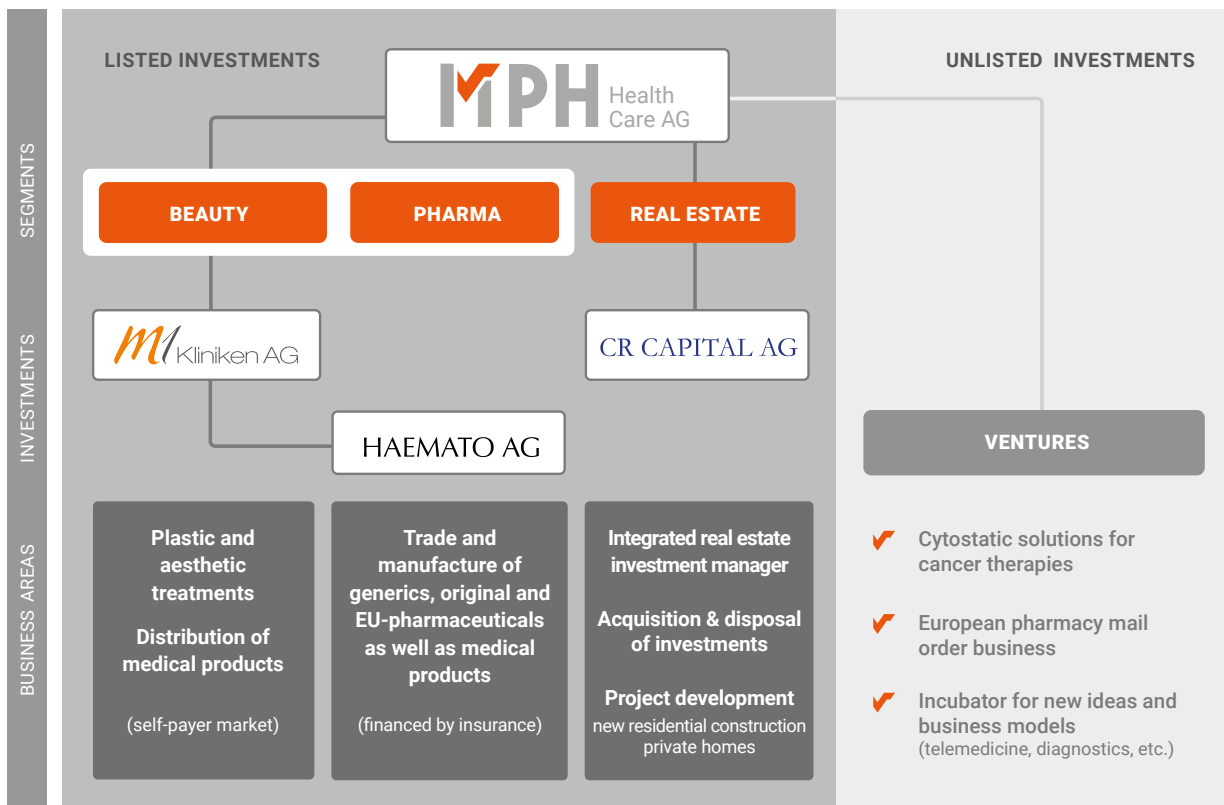 LISTED INVESTMENTS
UNLISTED INVESTMENTS
MPH Health
Care AG
SEGMENTS
BEAUTY
PHARMA
REAL ESTATE
INVESTMENTS
m1 Kliniken AG
CR CAPITAL AG
HAEMATO AG
VENTURES
BUSINESS AREAS
Plastic and
aesthetic
treatments
Distribution of
medical products
(self-payer market)
Trade and
manufacture of
generics, original and
EU-pharmaceuticals
as well as medical
products
(financed by insurance)
Integrated real estate
investment manager
Acquisition & disposal
of investments
Project development
new residential construction
private homes
Cytostatic solutions for
cancer therapies
European pharmacy mail
order business
Incubator for new ideas and
business models
(telemedicine, diagnostics, etc.)